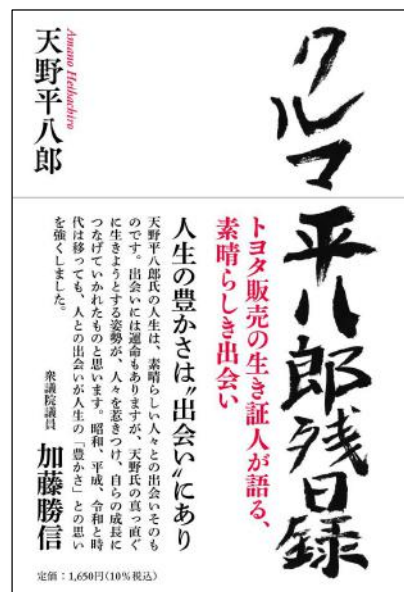 クルマ平八郎残日録
天野平八郎
Amano Heihachiro
トヨタ販売の生き証人が語る、
素晴らしき出会い
人生の豊かさは“出会い”にあり
天野平八郎氏の人生は、素晴らしい人々との出会いそのも
のです。出会いには運命もありますが、天野氏の真っ直ぐ
に生きようとする姿勢が、人々を惹きつけ、自らの成長に
つなげていかれたものと思います。昭和、平成、令和と時
代は移っても、人との出会いが人生の「豊かさ」との思い
を強くしました。
衆議院議員 加藤勝信
定価:1,650円(10%税込)